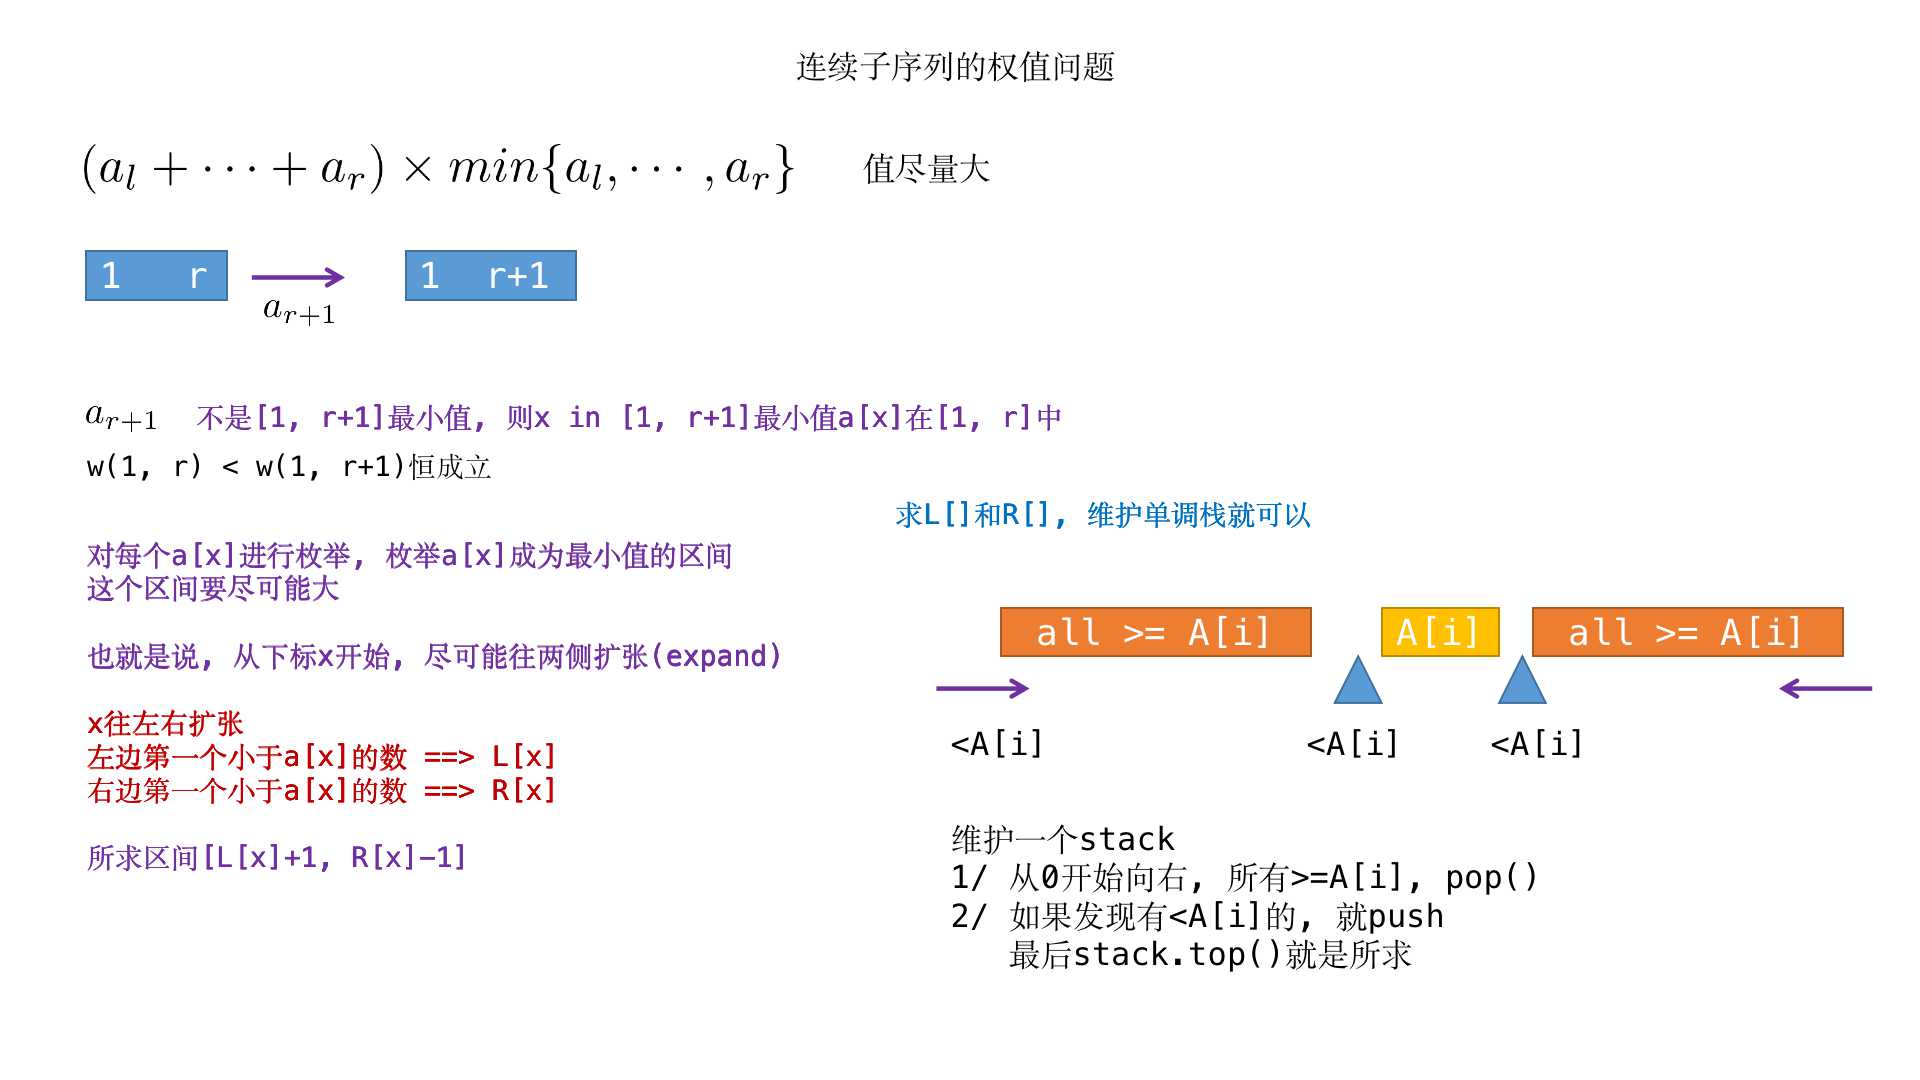 连续子序列的权值问题
(a_l + ··· + a_r) × min{a_l, ··· , a_r} 值尽量大
1 r
a_{r+1}
1 r+1
a_{r+1} 不是[1, r+1]最小值, 则x in [1, r+1]最小值a[x]在[1, r]中
w(1, r) < w(1, r+1)恒成立
对每个a[x]进行枚举, 枚举a[x]成为最小值的区间
这个区间要尽可能大
也就是说, 从下标x开始, 尽可能往两侧扩张(expand)
x往左右扩张
左边第一个小于a[x]的数 ==> L[x]
右边第一个小于a[x]的数 ==> R[x]
所求区间[L[x]+1, R[x]-1]
求L[]和R[], 维护单调栈就可以
all >= A[i] A[i] all >= A[i]
<A[i] <A[i] <A[i]
维护一个stack
1/ 从0开始向右, 所有>=A[i], pop()
2/ 如果发现有<A[i]的, 就push
最后stack.top()就是所求